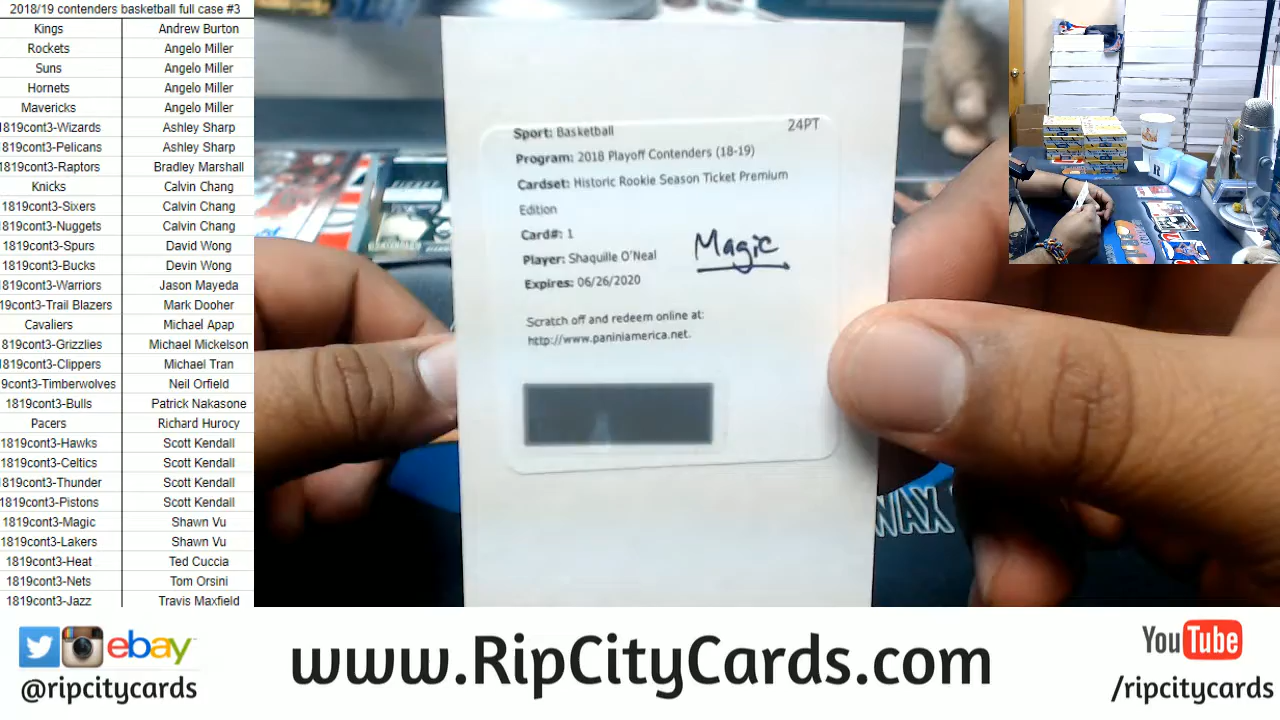 2018/19 contenders basketball full case #3
Kings Andrew Burton
Rockets Angelo Miller
Suns Angelo Miller
Hornets Angelo Miller
Mavericks Angelo Miller
1819cont3-Wizards Ashley Sharp
1819cont3-Pelicans Ashley Sharp
1819cont3-Raptors Bradley Marshall
Knicks Calvin Chang
1819cont3-Sixers Calvin Chang
1819cont3-Nuggets Calvin Chang
1819cont3-Spurs David Wong
1819cont3-Bucks Devin Wong
1819cont3-Warriors Jason Mayeda
19cont3-Trail Blazers Mark Dooher
Cavaliers Michael Apap
1819cont3-Grizzlies Michael Mickelson
1819cont3-Clippers Michael Tran
9cont3-Timberwolves Neil Orfield
1819cont3-Bulls Patrick Nakasone
Pacers Richard Hurocy
1819cont3-Hawks Scott Kendall
1819cont3-Celtics Scott Kendall
1819cont3-Thunder Scott Kendall
1819cont3-Pistons Scott Kendall
1819cont3-Magic Shawn Vu
1819cont3-Lakers Shawn Vu
1819cont3-Heat Ted Cuccia
1819cont3-Nets Tom Orsini
1819cont3-Jazz Travis Maxfield
Sport: Basketball 24PT
Program: 2018 Playoff Contenders (18-19)
Cardset: Historic Rookie Season Ticket Premium
Edition
Card#: 1
Player: Shaquille O'Neal Magic
Expires: 06/26/2020
Scratch off and redeem online at:
http://www.paniniamerica.net.
WAX
ebay
@ripcitycards
www.RipCityCards.com
YouTube
/ripcitycards